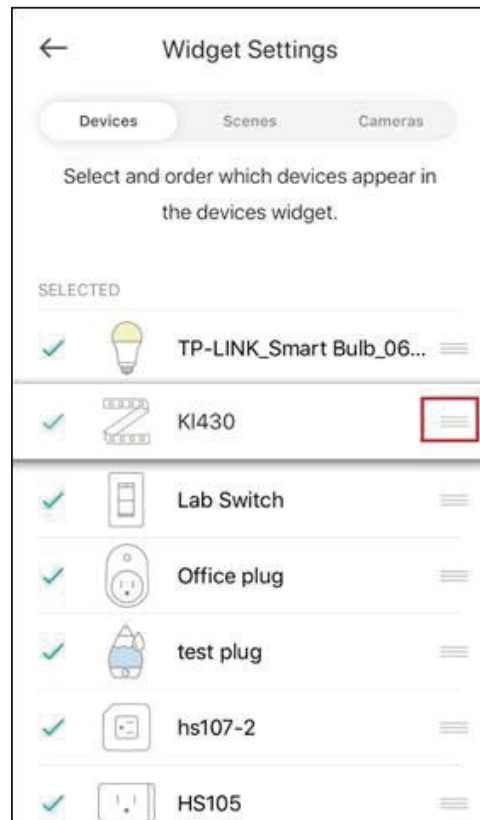 Widget Settings
Devices Scenes Cameras
Select and order which devices appear in
the devices widget.
SELECTED
TP-LINK_Smart Bulb_06...
Kl430
Lab Switch
Office plug
test plug
hs107-2
HS105